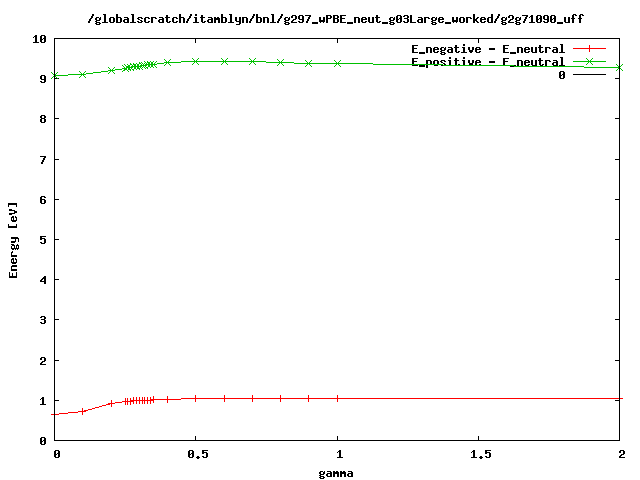 /globalscratch/itamblyn/bnl/g297_wPBE_neut_g03Large_worked/g2g71090_uff
E_negative - E_neutral
E_positive - E_neutral
0
10
9
8
7
6
5
4
3
2
1
0
Energy [eV]
0 0.5 1 1.5 2
gamma